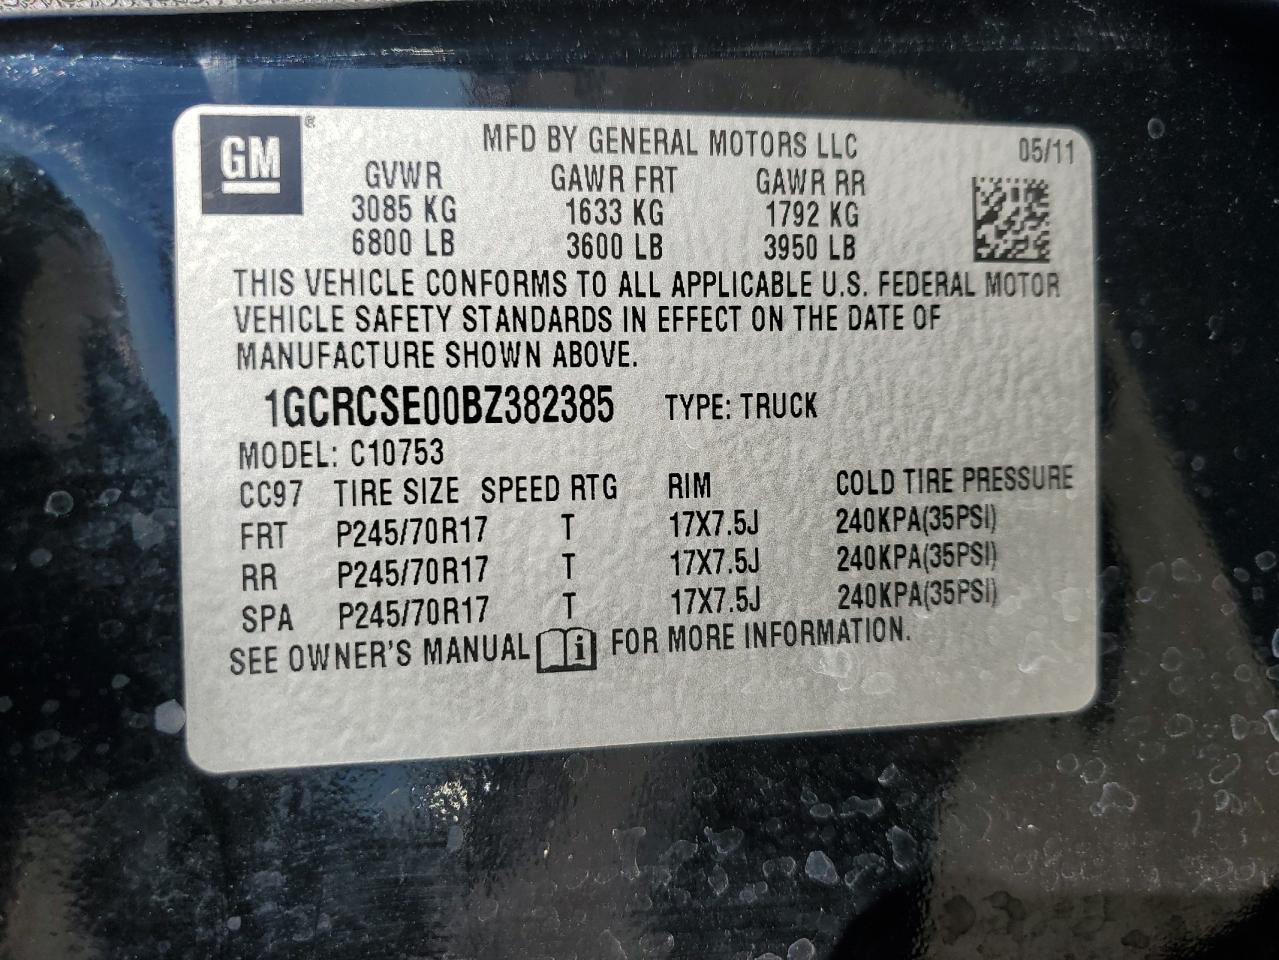 GM®
MFD BY GENERAL MOTORS LLC 05/11
GVWR GAWR FRT GAWR RR
3085 KG 1633 KG 1792 KG
6800 LB 3600 LB 3950 LB
THIS VEHICLE CONFORMS TO ALL APPLICABLE U.S. FEDERAL MOTOR
VEHICLE SAFETY STANDARDS IN EFFECT ON THE DATE OF
MANUFACTURE SHOWN ABOVE.
1GCRCSE00BZ382385 TYPE: TRUCK
MODEL: C10753
CC97 TIRE SIZE SPEED RTG RIM COLD TIRE PRESSURE
FRT P245/70R17 T 17X7.5J 240KPA(35PSI)
RR P245/70R17 T 17X7.5J 240KPA(35PSI)
SPA P245/70R17 T 17X7.5J 240KPA(35PSI)
SEE OWNER'S MANUAL i FOR MORE INFORMATION.